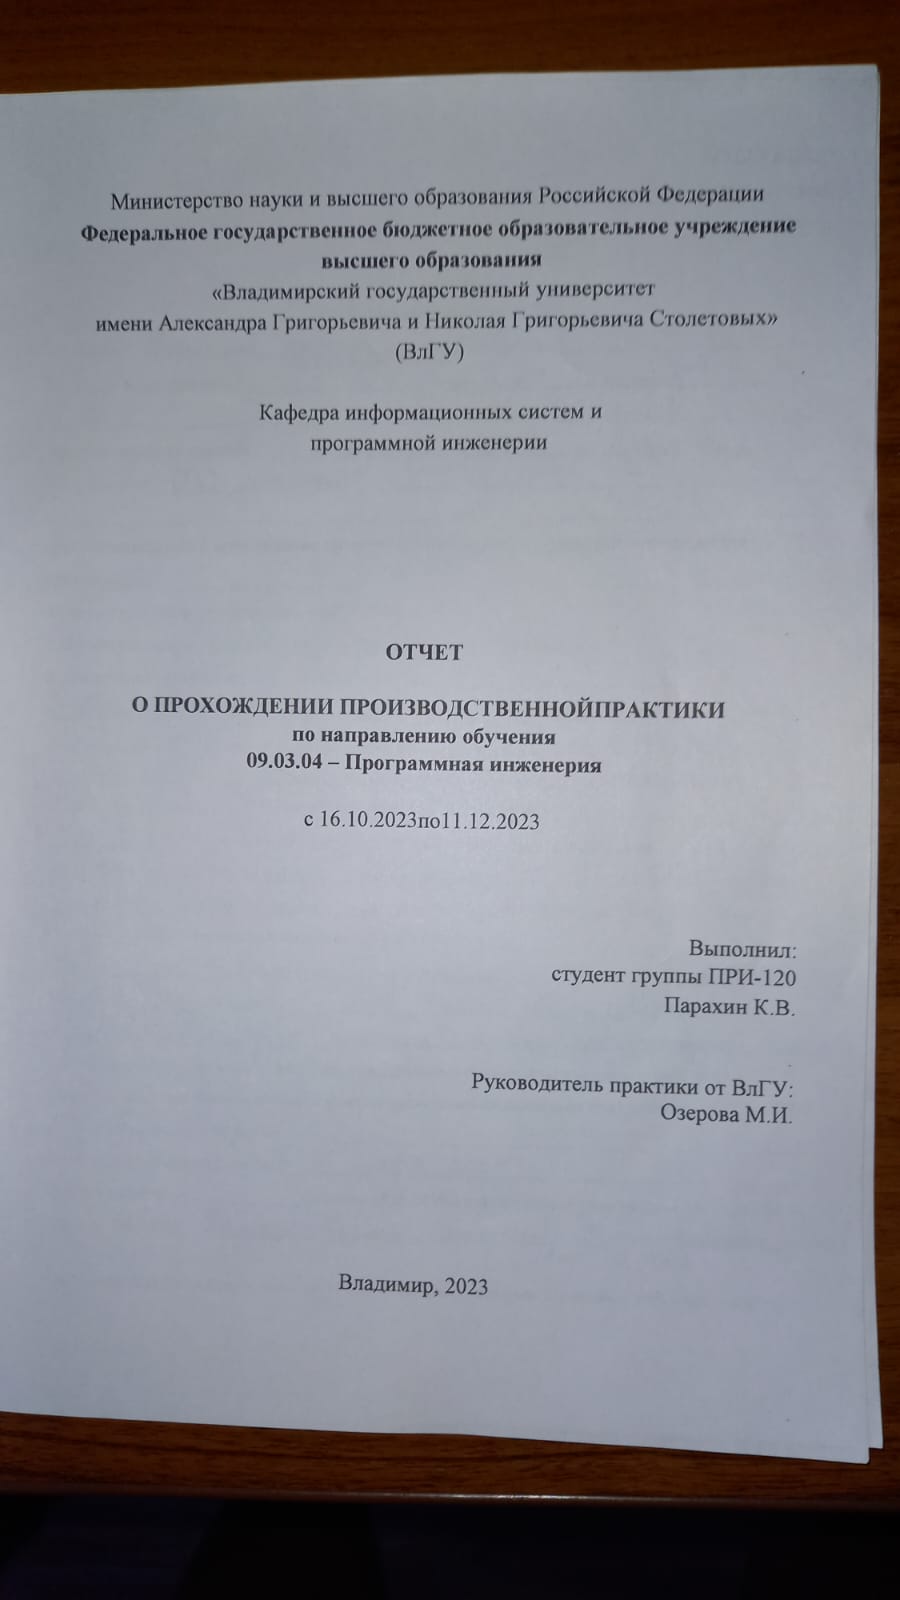 Министерство науки и высшего образования Российской Федерации
Федеральное государственное бюджетное образовательное учреждение
высшего образования
«Владимирский государственный университет
имени Александра Григорьевича и Николая Григорьевича Столетовых»
(ВлГУ)
Кафедра информационных систем и
программной инженерии
ОТЧЕТ
О ПРОХОЖДЕНИИ ПРОИЗВОДСТВЕННОЙПРАКТИКИ
по направлению обучения
09.03.04 – Программная инженерия
с 16.10.2023по11.12.2023
Выполнил:
студент группы ПРИ-120
Парахин К.В.
Руководитель практики от ВлГУ:
Озерова М.И.
Владимир, 2023